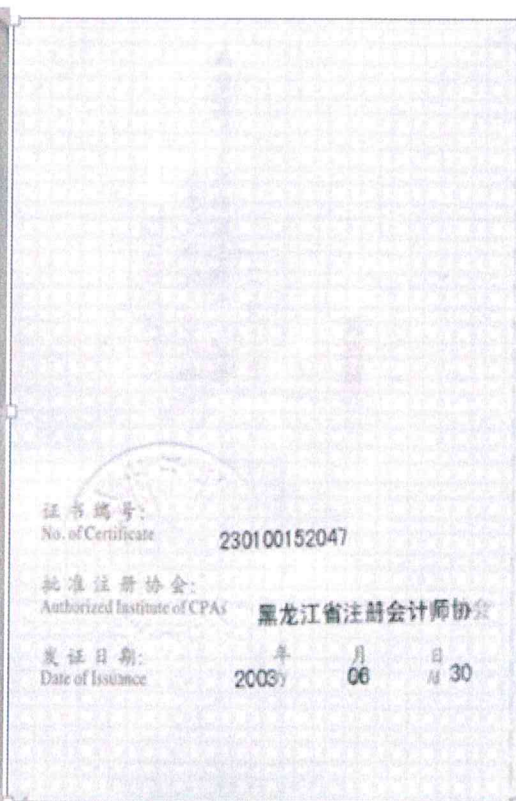 证书编号:
No. of Certificate 230100152047
批准注册协会:
Authorized Institute of CPAs 黑龙江省注册会计师协会
发证日期: 年 月 日
Date of Issuance 2003/y 06 /d 30